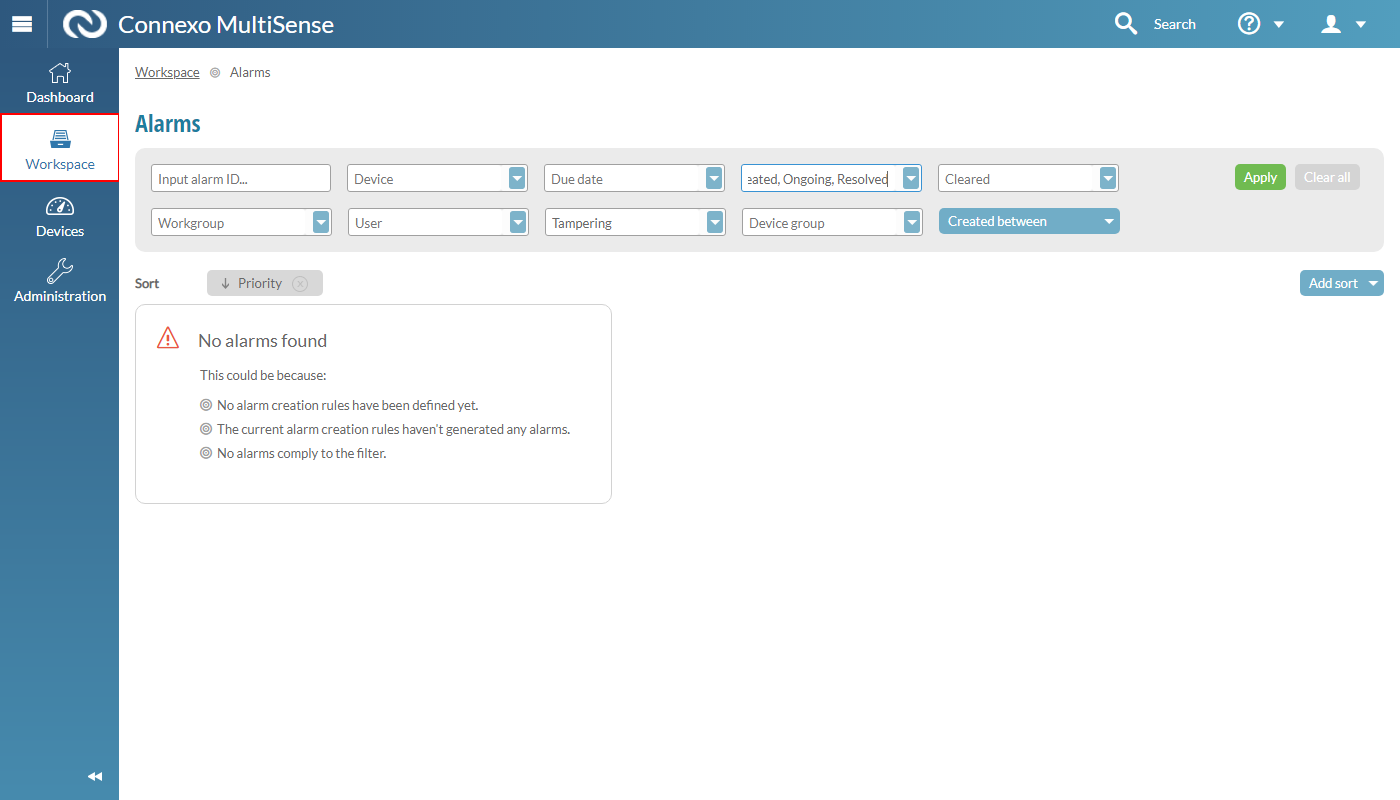 Connexo MultiSense
Search
Dashboard
Workspace
Devices
Administration
Workspace Alarms
Alarms
Input alarm ID... Device Due date eated, Ongoing, Resolved Cleared Apply Clear all
Workgroup User Tampering Device group Created between
Sort Priority Add sort
No alarms found
This could be because:
No alarm creation rules have been defined yet.
The current alarm creation rules haven't generated any alarms.
No alarms comply to the filter.